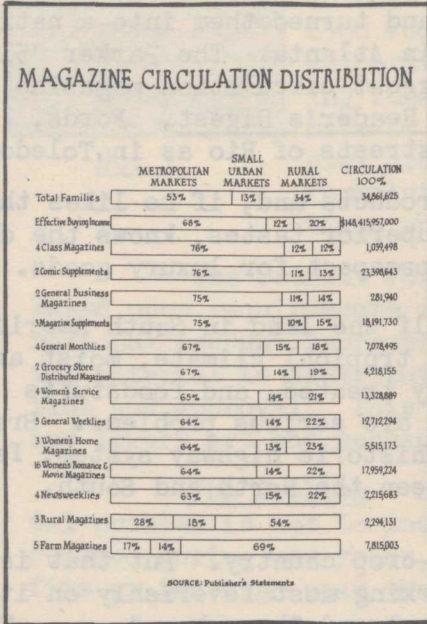 MAGAZINE CIRCULATION DISTRIBUTION
METROPOLITAN MARKETS SMALL URBAN MARKETS RURAL MARKETS CIRCULATION 100%
Total Families 53% 13% 34% 34,861,625
Effective Buying Income 68% 12% 20% $148,415,957,000
4 Class Magazines 76% 12% 12% 1,039,498
2 Comic Supplements 76% 11% 13% 23,398,643
2 General Business
Magazines 75% 11% 14% 281,940
3 Magazine Supplements 75% 10% 15% 18,191,730
4 General Monthlies 67% 15% 18% 7,078,495
2 Grocery Store
Distributed Magazines 67% 14% 19% 4,218,155
4 Women's Service
Magazines 65% 14% 21% 13,328,889
5 General Weeklies 64% 14% 22% 12,712,294
3 Women's Home
Magazines 64% 13% 23% 5,515,173
16 Women's Romance &
Movie Magazines 64% 14% 22% 17,959,224
4 Newsweeklies 63% 15% 22% 2,215,683
3 Rural Magazines 28% 18% 54% 2,294,131
5 Farm Magazines 17% 14% 69% 7,815,003
SOURCE: Publisher's Statements